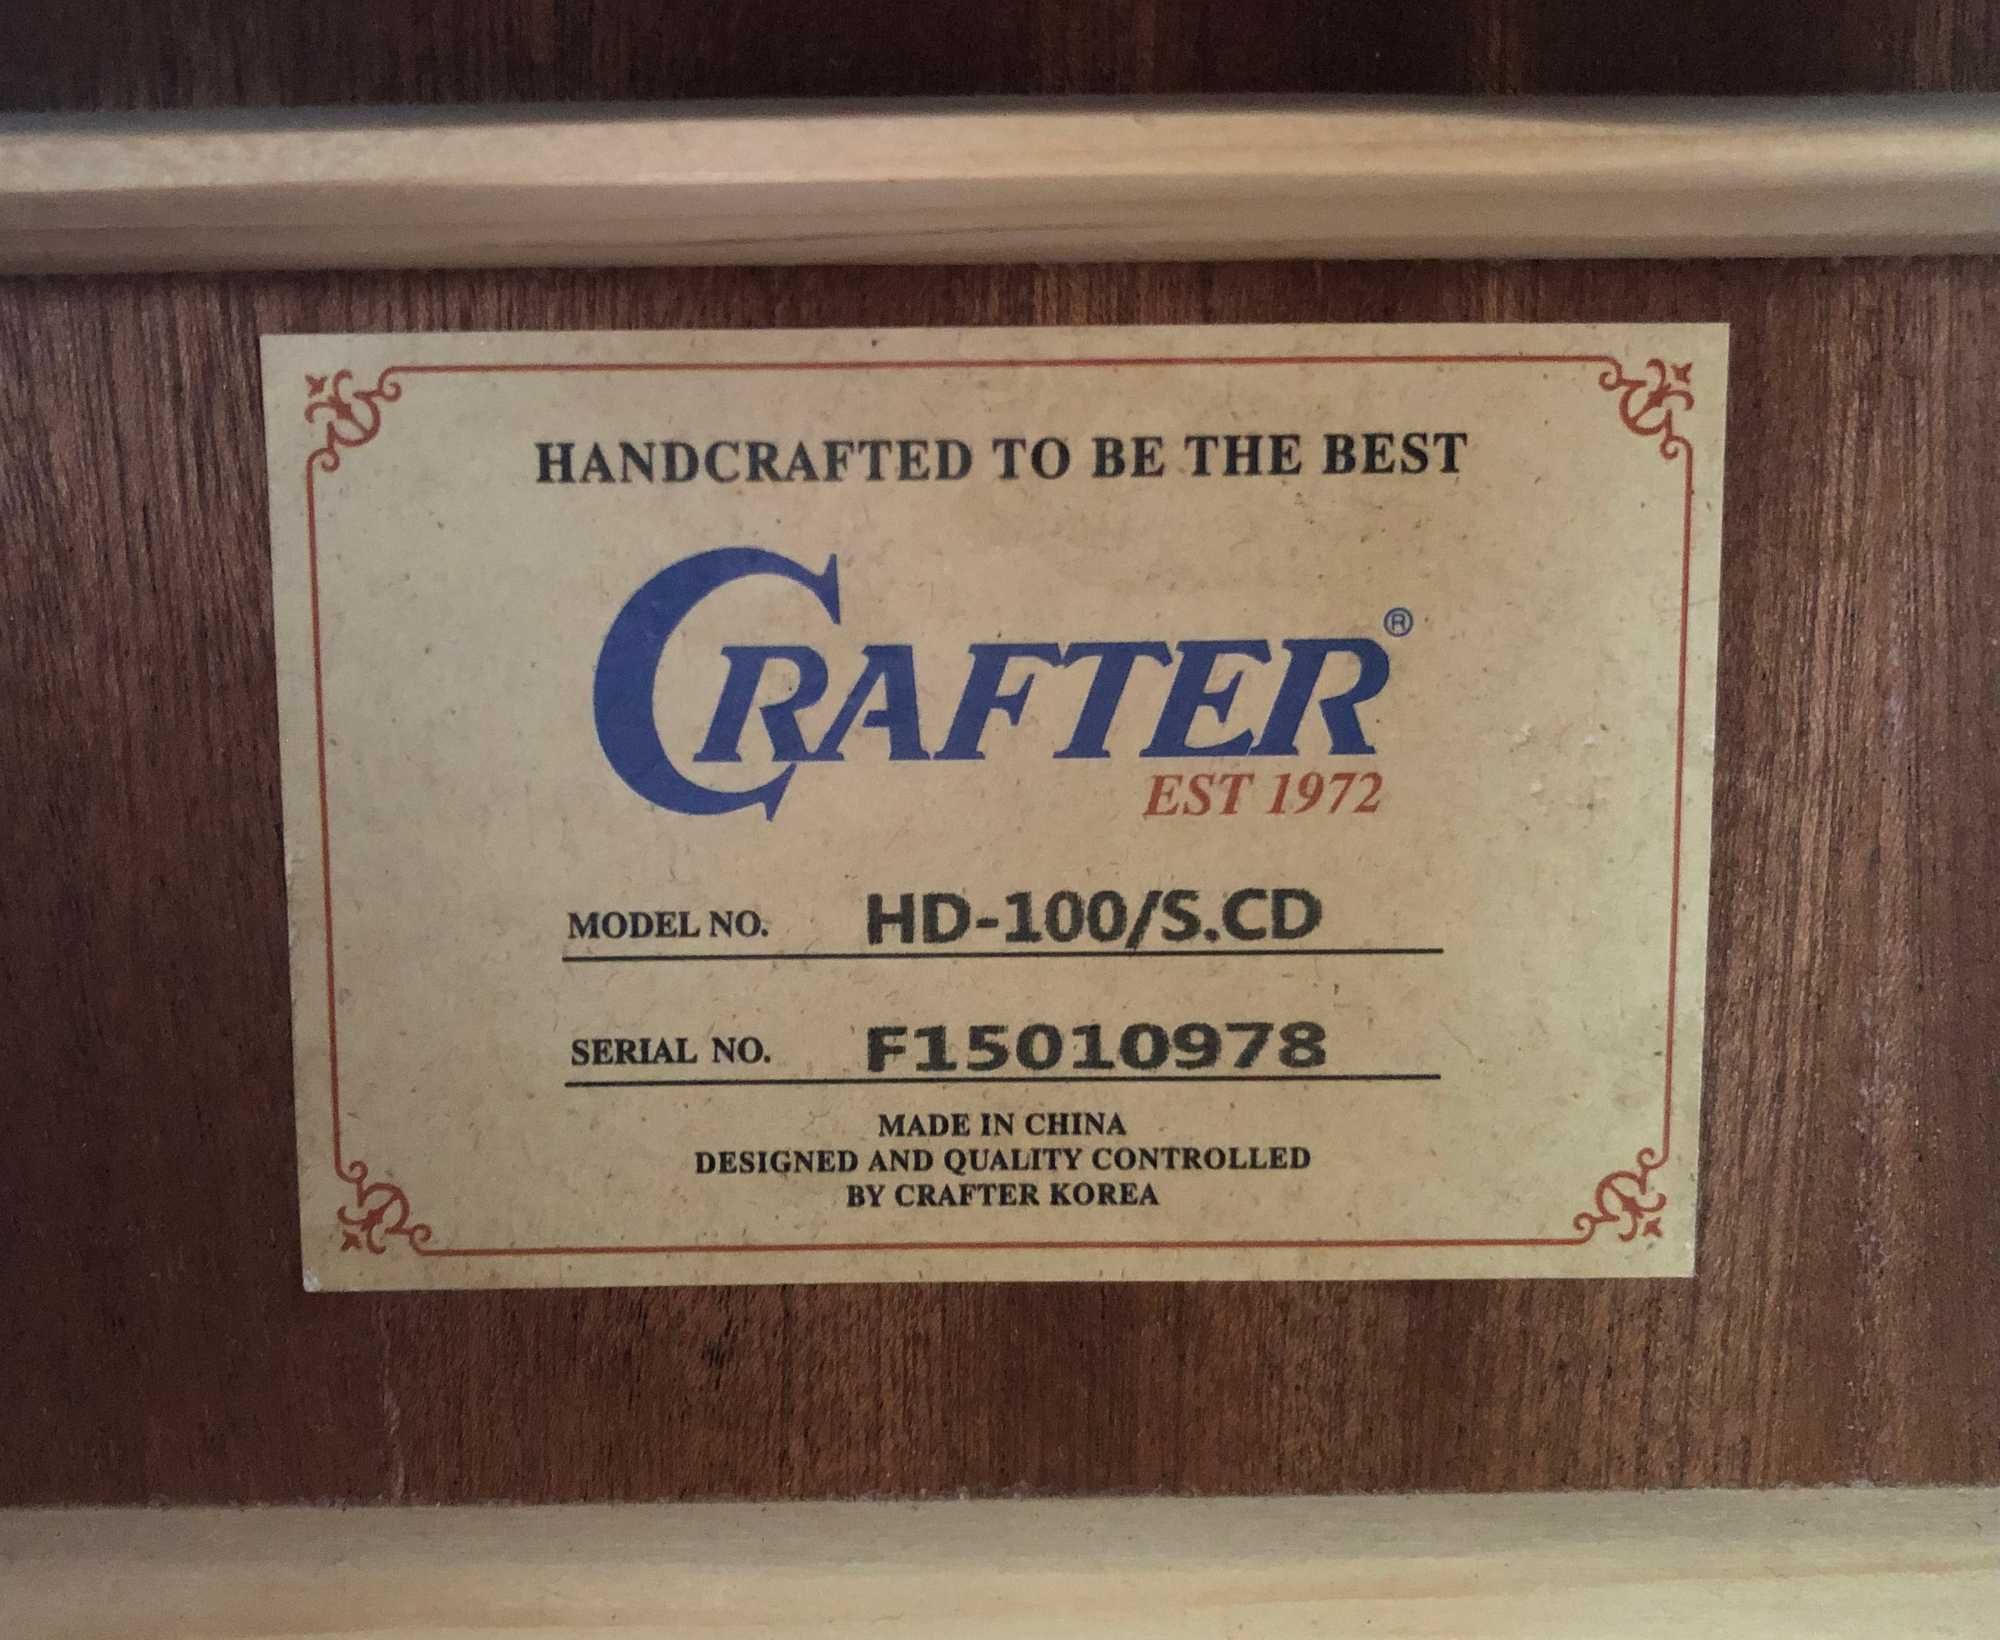 HANDCRAFTED TO BE THE BEST
CRAFTER®
EST 1972
MODEL NO. HD-100/S.CD
SERIAL NO. F15010978
MADE IN CHINA
DESIGNED AND QUALITY CONTROLLED
BY CRAFTER KOREA